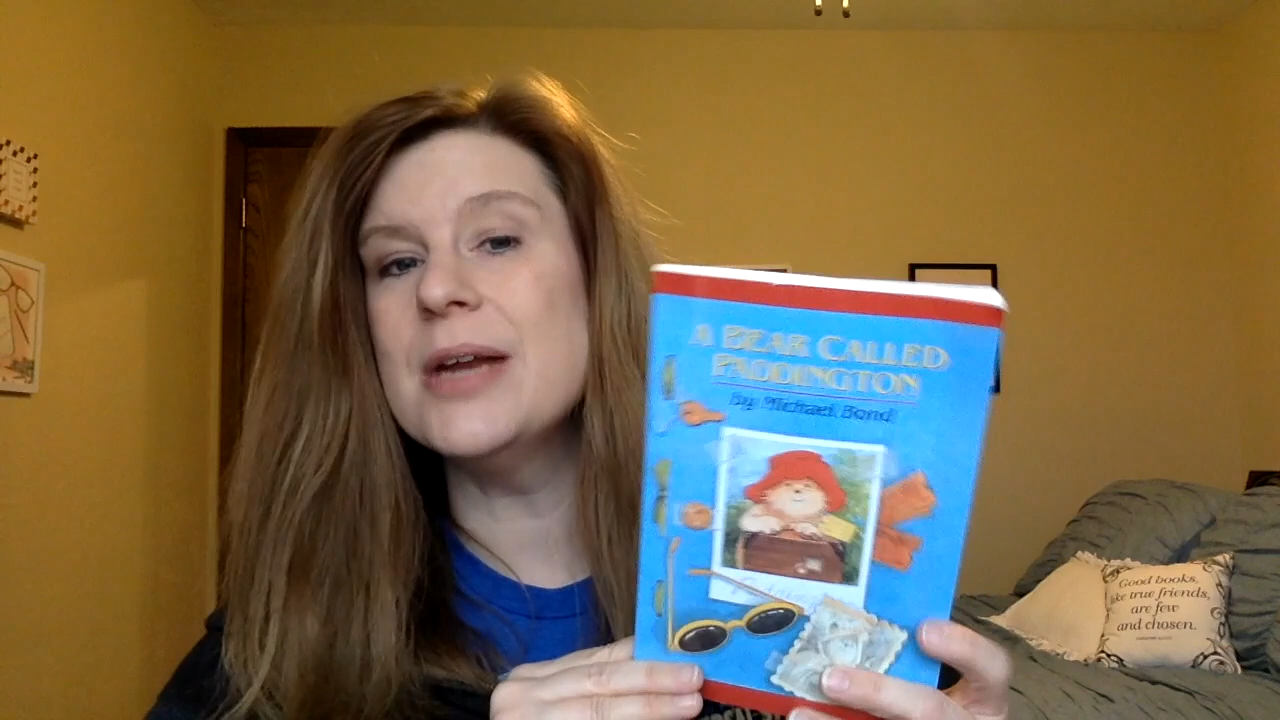 A BEAR CALLED
PADDINGTON
by Michael Bond
Good books,
like true friends,
are few
and chosen.